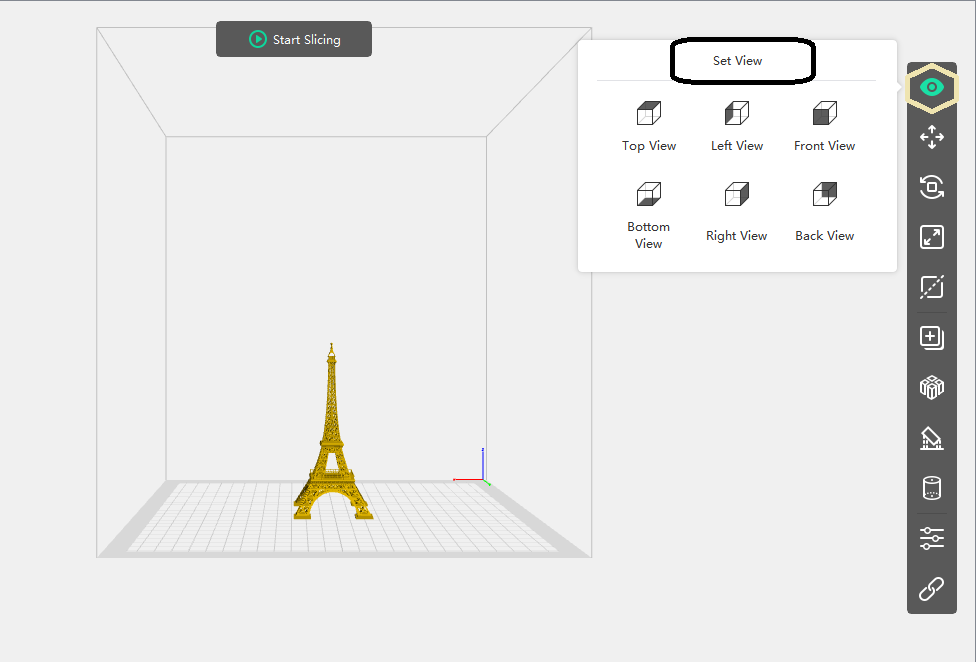 Start Slicing
Set View
Top View
Left View
Front View
Bottom
View
Right View
Back View